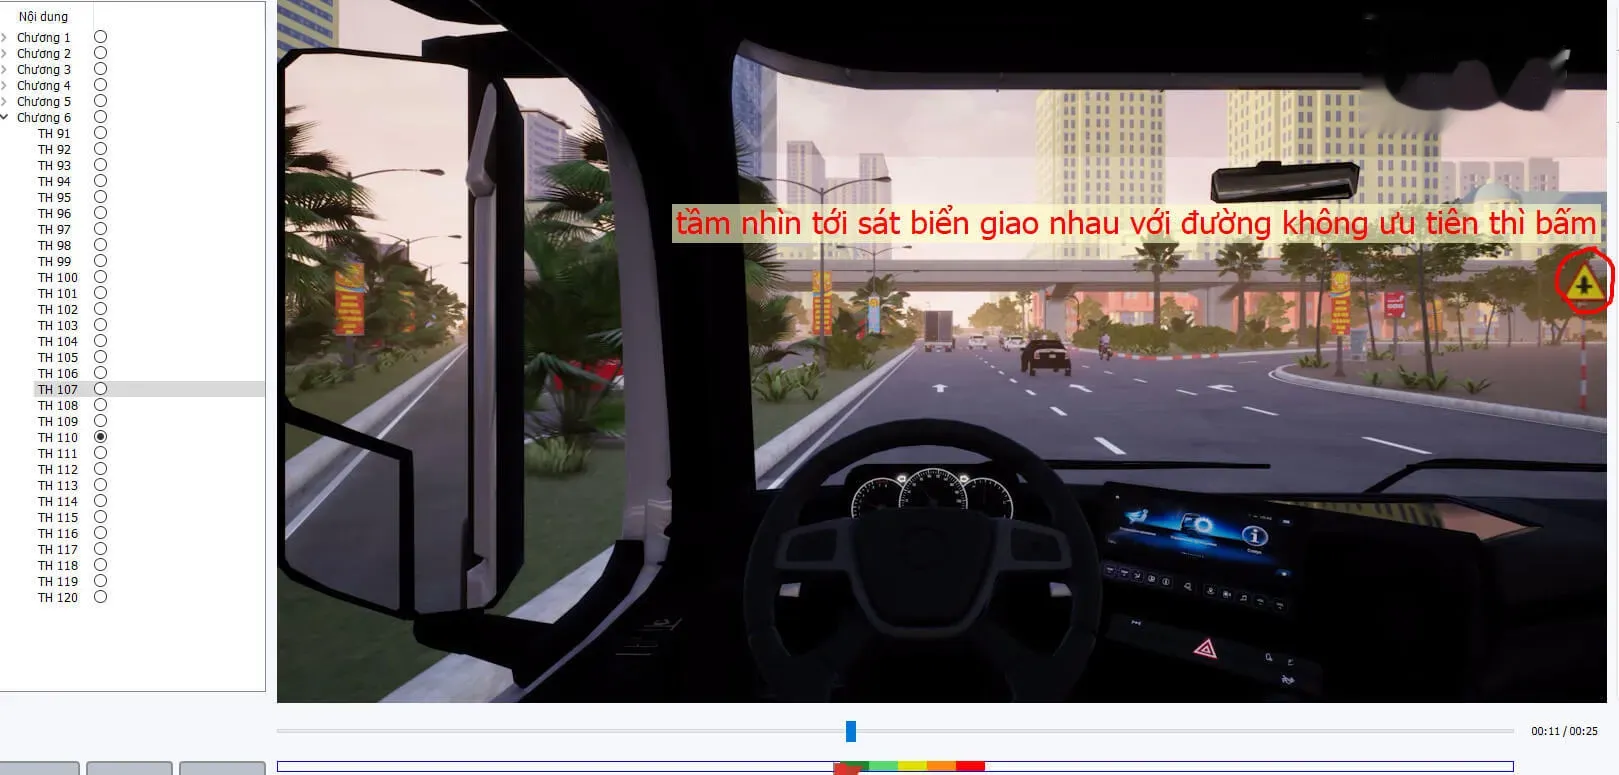 Nội dung
Chương 1
Chương 2
Chương 3
Chương 4
Chương 5
Chương 6
TH 91
TH 92
TH 93
TH 94
TH 95
TH 96
TH 97
TH 98
TH 99
TH 100
TH 101
TH 102
TH 103
TH 104
TH 105
TH 106
TH 107
TH 108
TH 109
TH 110
TH 111
TH 112
TH 113
TH 114
TH 115
TH 116
TH 117
TH 118
TH 119
TH 120
tầm nhìn tới sát biển giao nhau với đường không ưu tiên thì bấm
00:11 / 00:25